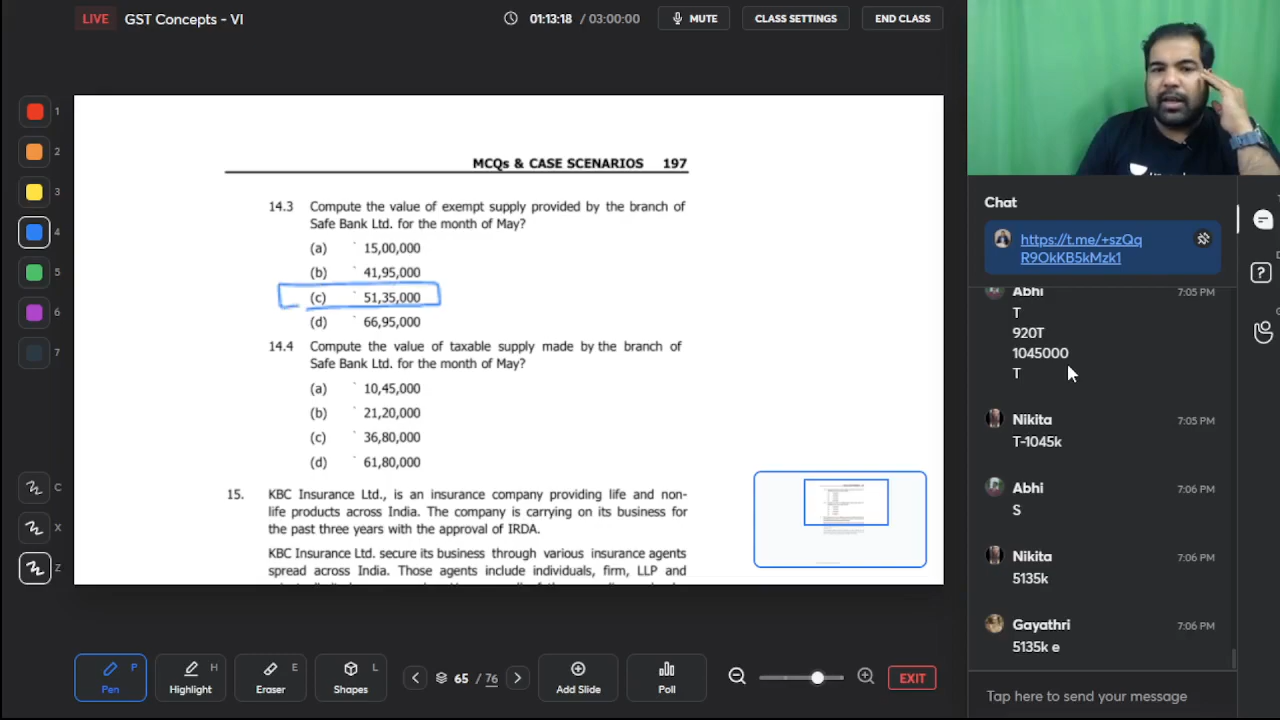 LIVE GST Concepts - VI 01:13:18 / 03:00:00 MUTE CLASS SETTINGS END CLASS
1
2
3
4
5
6
7
C
X
Z
MCQs & CASE SCENARIOS 197
14.3 Compute the value of exempt supply provided by the branch of
Safe Bank Ltd. for the month of May?
(a) ` 15,00,000
(b) ` 41,95,000
(c) ` 51,35,000
(d) ` 66,95,000
14.4 Compute the value of taxable supply made by the branch of
Safe Bank Ltd. for the month of May?
(a) ` 10,45,000
(b) ` 21,20,000
(c) ` 36,80,000
(d) ` 61,80,000
15. KBC Insurance Ltd., is an insurance company providing life and non-
life products across India. The company is carrying on its business for
the past three years with the approval of IRDA.
KBC Insurance Ltd. secure its business through various insurance agents
spread across India. Those agents include individuals, firm, LLP and
Chat
https://t.me/+szQq
R9OkKB5kMzk1
Abhi 7:05 PM
T
920T
1045000
T
Nikita 7:05 PM
T-1045k
Abhi 7:06 PM
S
Nikita 7:06 PM
5135k
Gayathri 7:06 PM
5135k e
Tap here to send your message
P H E L
Pen Highlight Eraser Shapes 65 / 76 Add Slide Poll EXIT